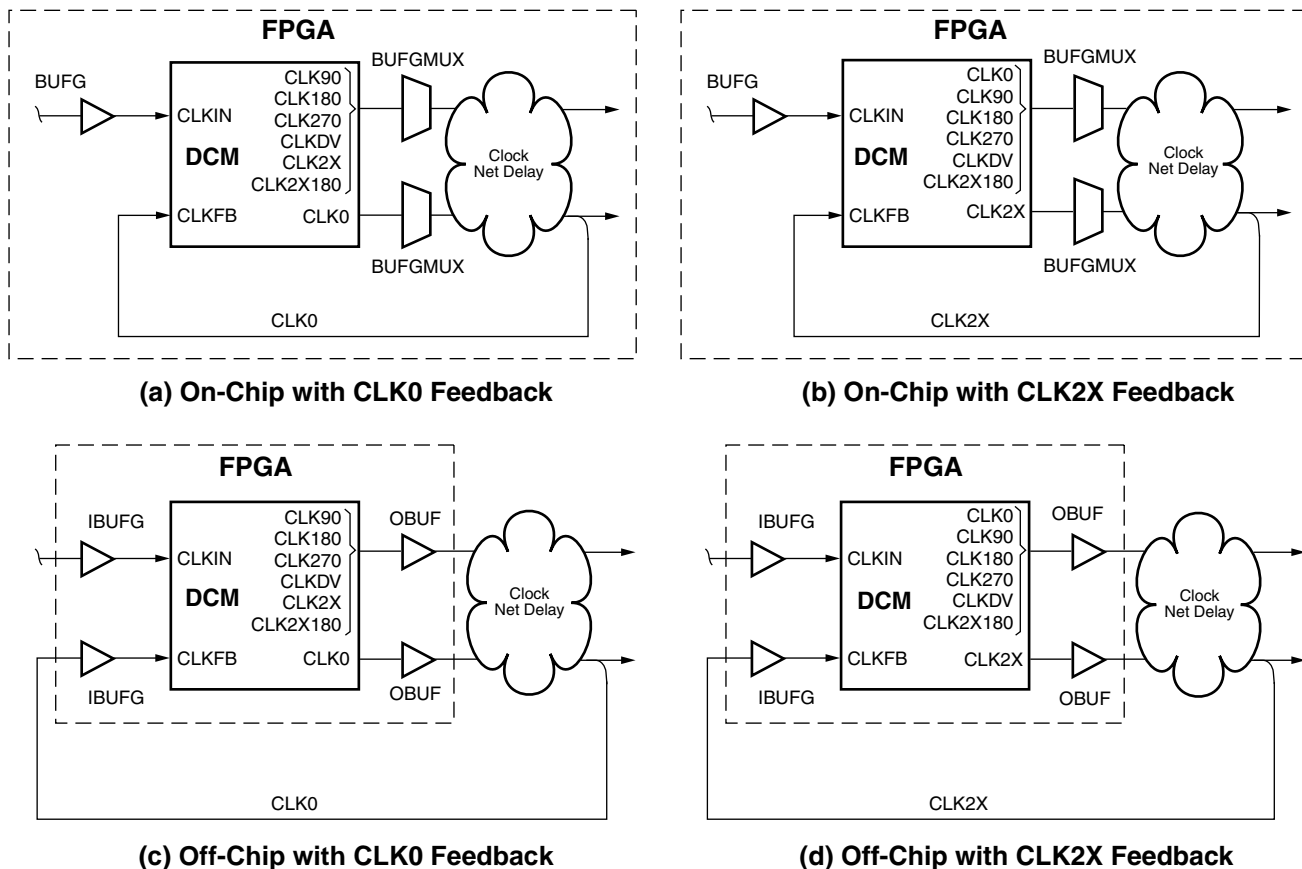 FPGA
BUFG
CLKIN
DCM
CLKFB
CLK90
CLK180
CLK270
CLKDV
CLK2X
CLK2X180
CLK0
BUFGMUX
BUFGMUX
Clock
Net Delay
CLK0
(a) On-Chip with CLK0 Feedback
FPGA
BUFG
CLKIN
DCM
CLKFB
CLK0
CLK90
CLK180
CLK270
CLKDV
CLK2X180
CLK2X
BUFGMUX
BUFGMUX
Clock
Net Delay
CLK2X
(b) On-Chip with CLK2X Feedback
FPGA
IBUFG
IBUFG
CLKIN
DCM
CLKFB
CLK90
CLK180
CLK270
CLKDV
CLK2X
CLK2X180
CLK0
OBUF
OBUF
Clock
Net Delay
CLK0
(c) Off-Chip with CLK0 Feedback
FPGA
IBUFG
IBUFG
CLKIN
DCM
CLKFB
CLK0
CLK90
CLK180
CLK270
CLKDV
CLK2X180
CLK2X
OBUF
OBUF
Clock
Net Delay
CLK2X
(d) Off-Chip with CLK2X Feedback